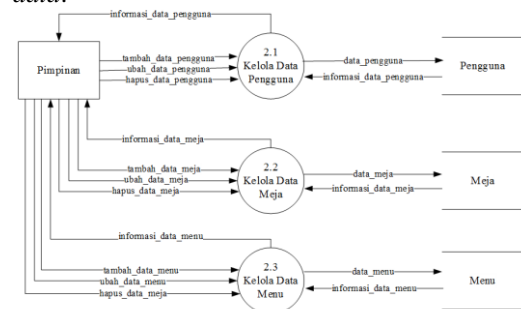 data.
informasi_data_pengguna
Pimpinan
tambah_data_pengguna
ubah_data_pengguna
hapus_data_pengguna
2.1
Kelola Data
Pengguna
data_pengguna
informasi_data_pengguna
Pengguna
informasi_data_meja
tambah_data_meja
ubah_data_meja
hapus_data_meja
2.2
Kelola Data
Meja
data_meja
informasi_data_meja
Meja
informasi_data_menu
tambah_data_menu
ubah_data_menu
hapus_data_meja
2.3
Kelola Data
Menu
data_menu
informasi_data_menu
Menu